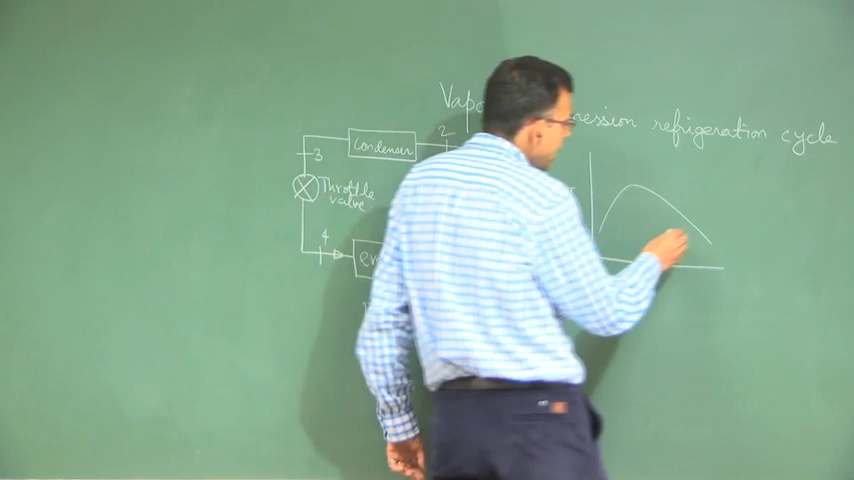 Vapo ression refrigeration cycle
2
Condenser
3
Throttle
valve
4